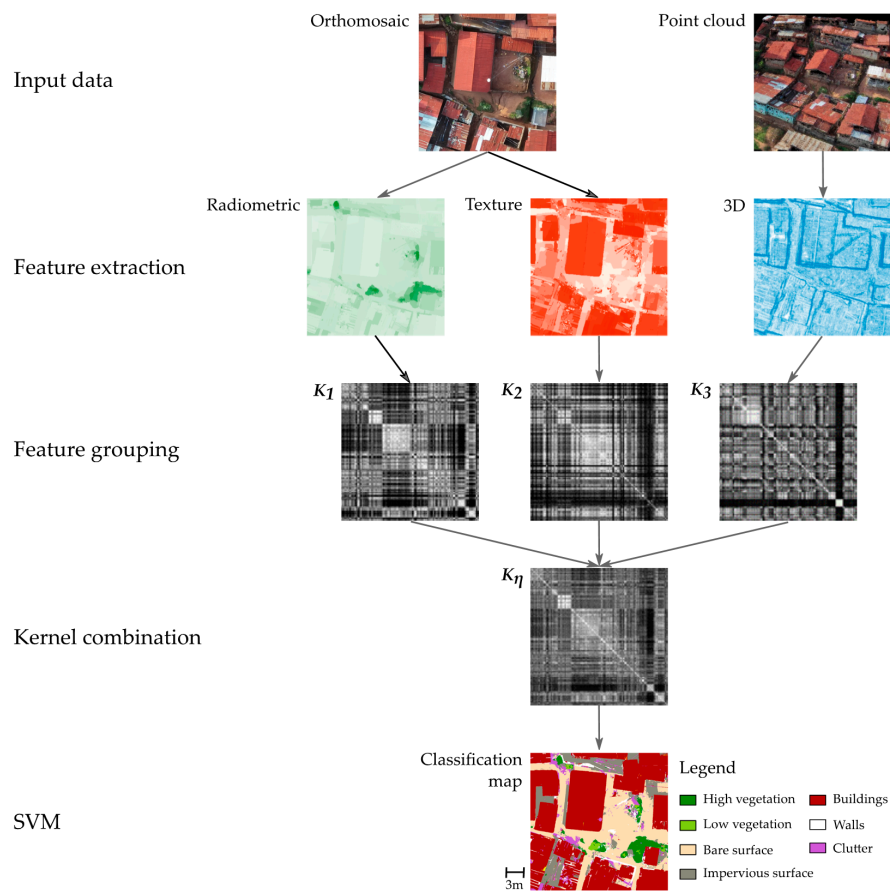 Orthomosaic
Point cloud
Input data
Radiometric
Texture
3D
Feature extraction
K1
K2
K3
Feature grouping
Kη
Kernel combination
Classification
map
Legend
High vegetation
Buildings
SVM
Low vegetation
Walls
Bare surface
Clutter
Impervious surface
3m